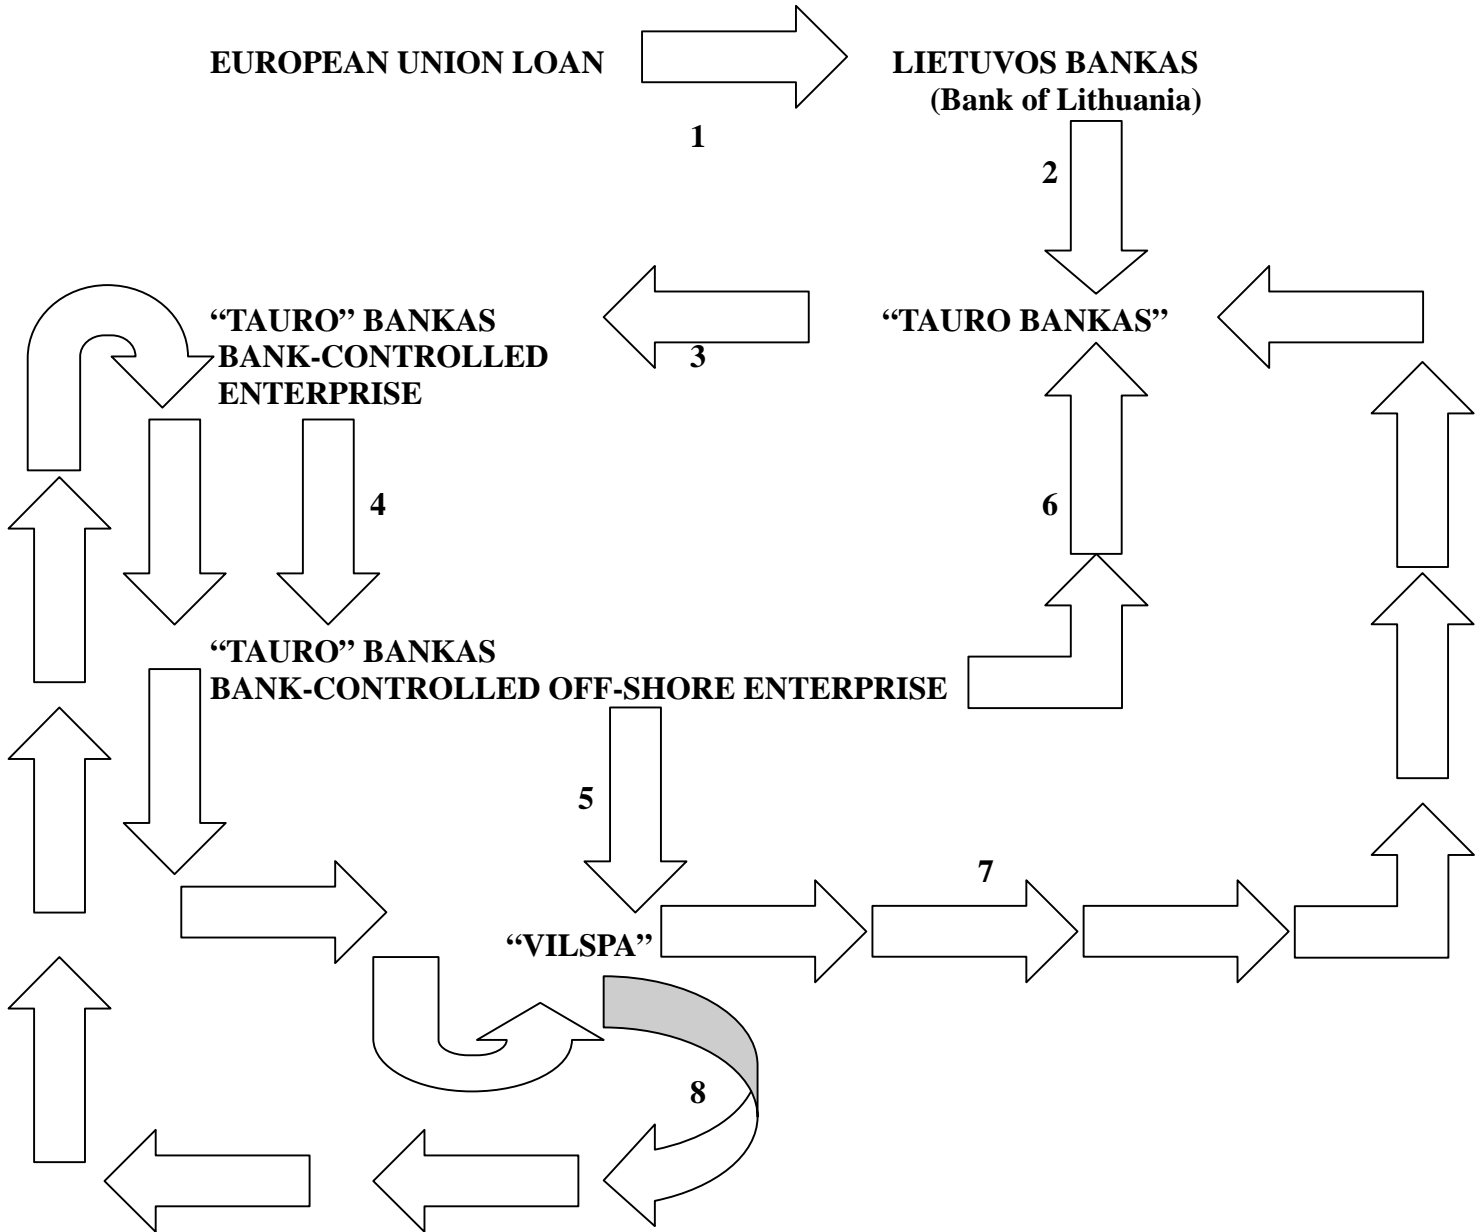 EUROPEAN UNION LOAN
LIETUVOS BANKAS
(Bank of Lithuania)
1
2
“TAURO” BANKAS
BANK-CONTROLLED
ENTERPRISE
“TAURO BANKAS”
3
4
6
“TAURO” BANKAS
BANK-CONTROLLED OFF-SHORE ENTERPRISE
5
7
“VILSPA”
8